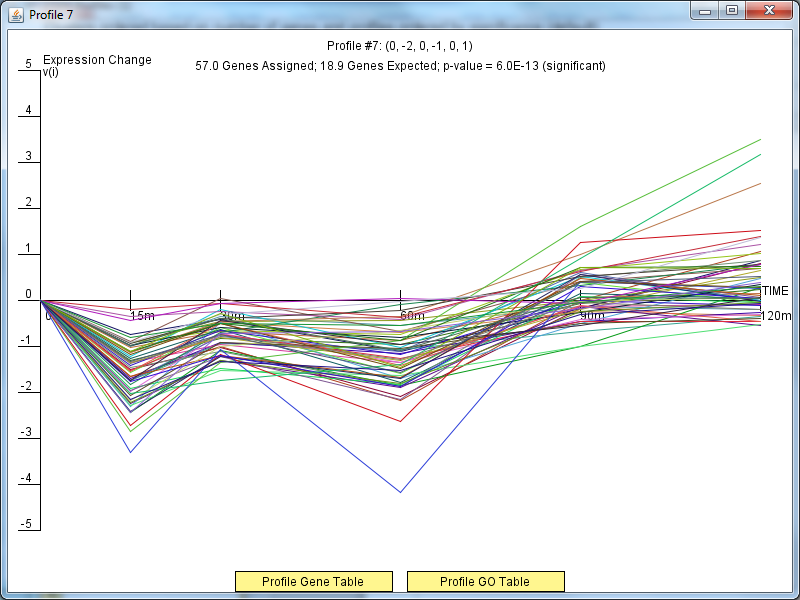 Profile 7
Profile #7: (0, -2, 0, -1, 0, 1)
57.0 Genes Assigned; 18.9 Genes Expected; p-value = 6.0E-13 (significant)
Expression Change
v(i)
5
4
3
2
1
0
-1
-2
-3
-4
-5
TIME
0 15m 30m 60m 90m 120m
Profile Gene Table Profile GO Table